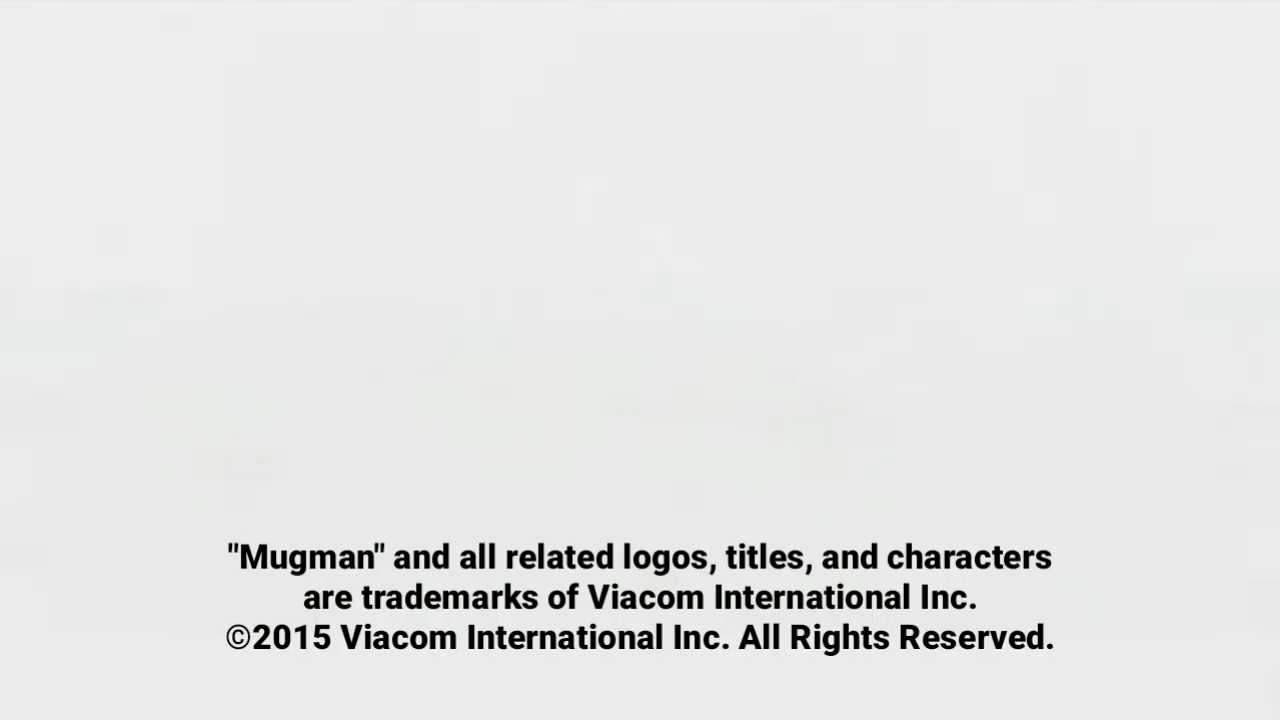 "Mugman" and all related logos, titles, and characters
are trademarks of Viacom International Inc.
©2015 Viacom International Inc. All Rights Reserved.